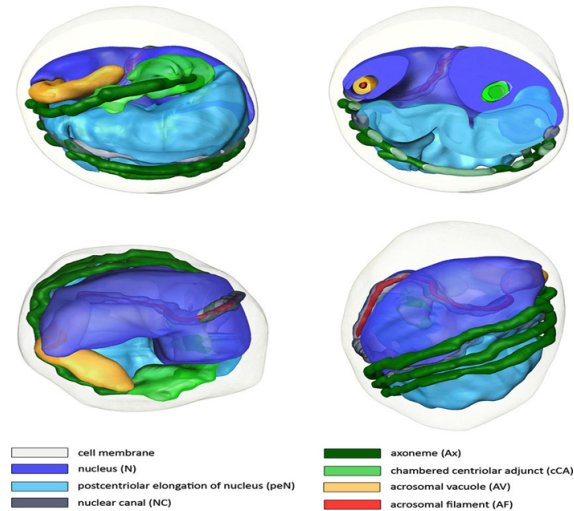 cell membrane
nucleus (N)
postcentriolar elongation of nucleus (peN)
nuclear canal (NC)
axoneme (Ax)
chambered centriolar adjunct (cCA)
acrosomal vacuole (AV)
acrosomal filament (AF)